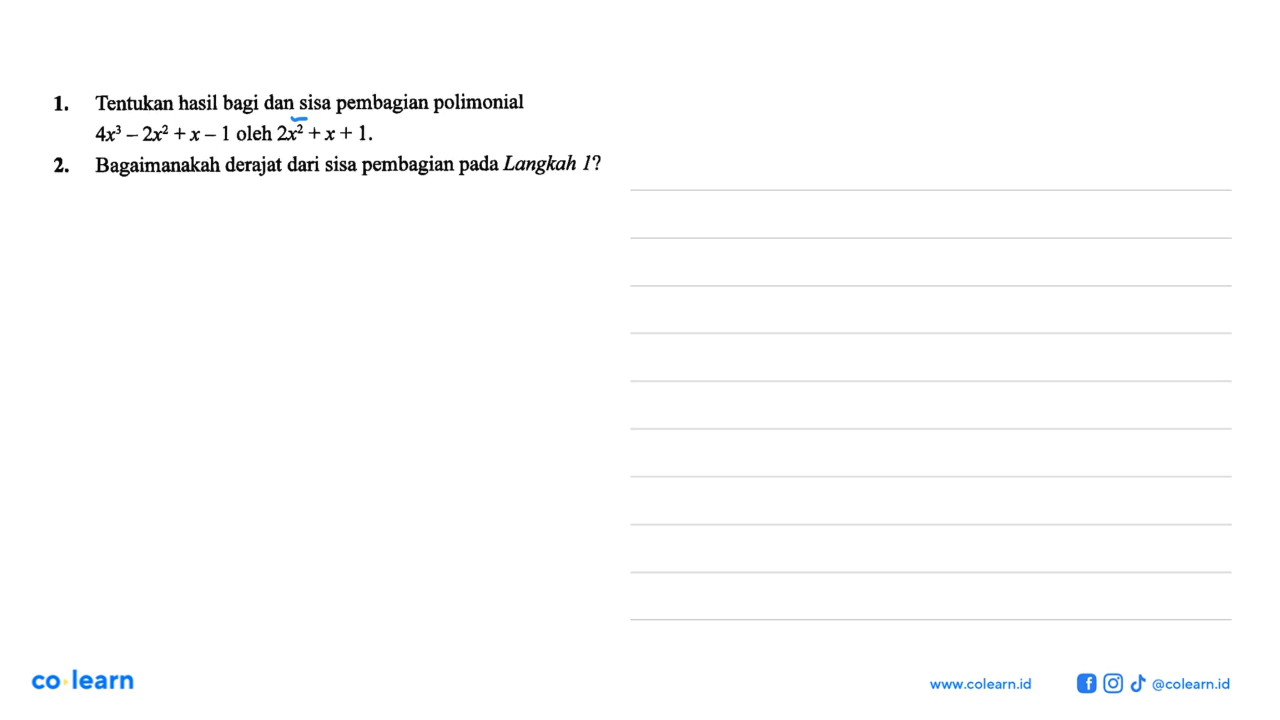 1. Tentukan hasil bagi dan sisa pembagian polimonial
4x³ – 2x² + x – 1 oleh 2x² + x + 1.
2. Bagaimanakah derajat dari sisa pembagian pada Langkah 1?
co learn
www.colearn.id
@colearn.id